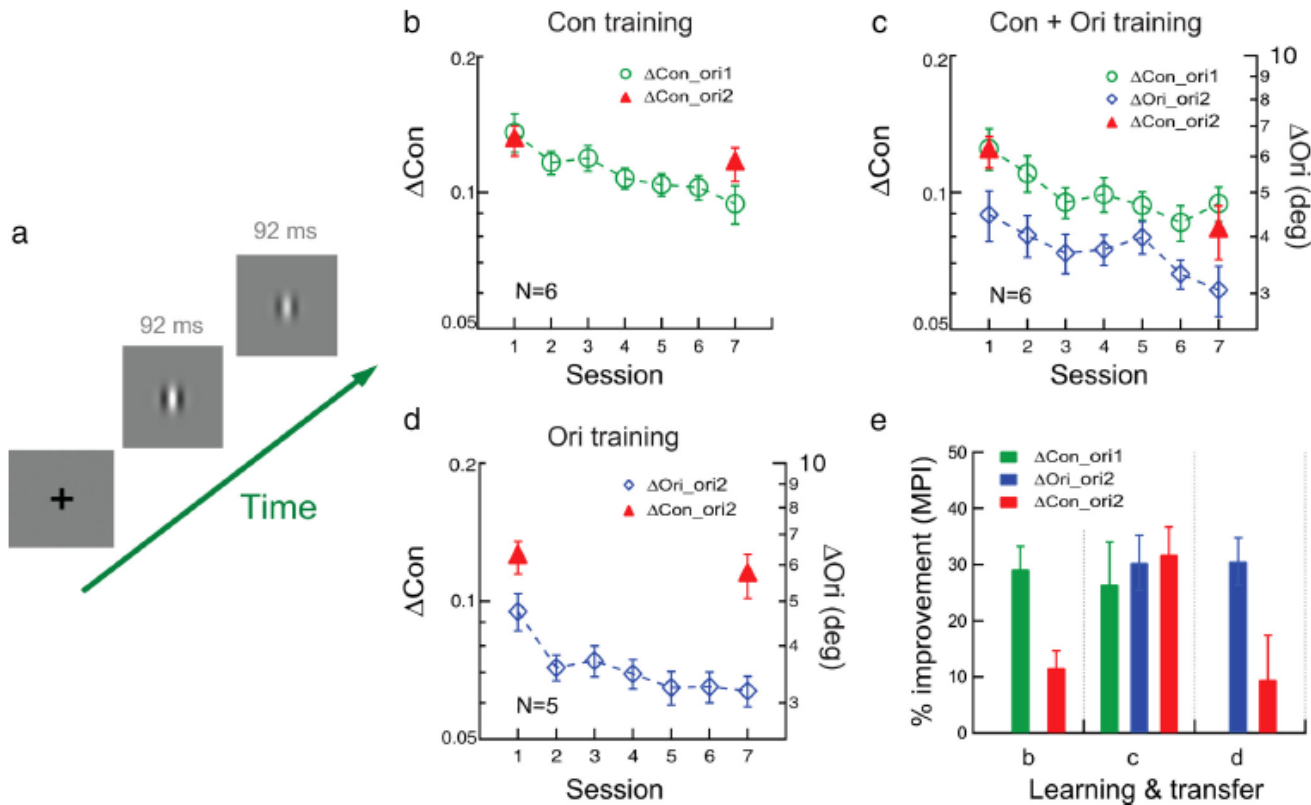 a
92 ms
92 ms
Time
b
Con training
0.2
0.1
0.05
ΔCon
ΔCon_ori1
ΔCon_ori2
N=6
1 2 3 4 5 6 7
Session
c
Con + Ori training
0.2
0.1
0.05
ΔCon
ΔCon_ori1
ΔOri_ori2
ΔCon_ori2
10
9
8
7
6
5
4
3
ΔOri (deg)
N=6
1 2 3 4 5 6 7
Session
d
Ori training
0.2
0.1
0.05
ΔCon
ΔOri_ori2
ΔCon_ori2
10
9
8
7
6
5
4
3
ΔOri (deg)
N=5
1 2 3 4 5 6 7
Session
e
50
40
30
20
10
0
% improvement (MPI)
ΔCon_ori1
ΔOri_ori2
ΔCon_ori2
b c d
Learning & transfer